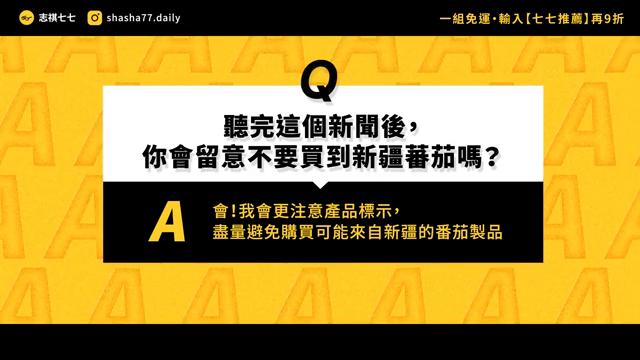 志祺七七 shasha77.daily 一組免運・輸入【七七推薦】再9折
Q
聽完這個新聞後，
你會留意不要買到新疆蕃茄嗎？
A
會！我會更注意產品標示，
盡量避免購買可能來自新疆的番茄製品